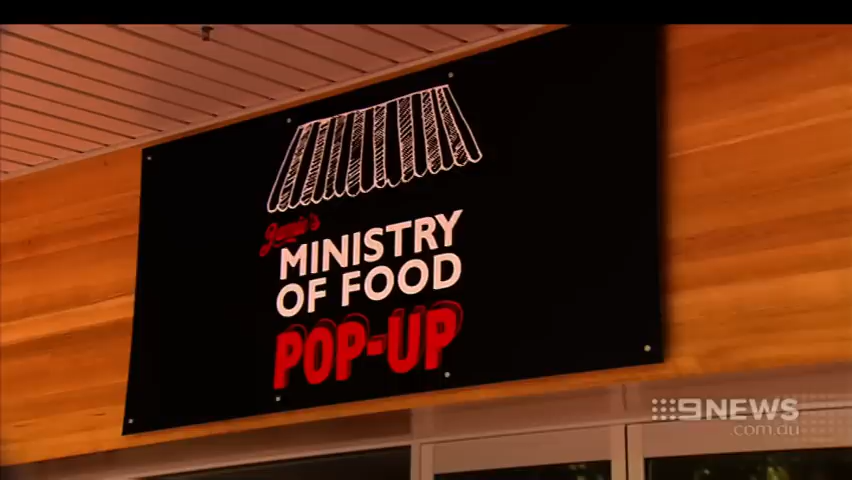 Jamie's
MINISTRY
OF FOOD
POP-UP
9NEWS
com.au